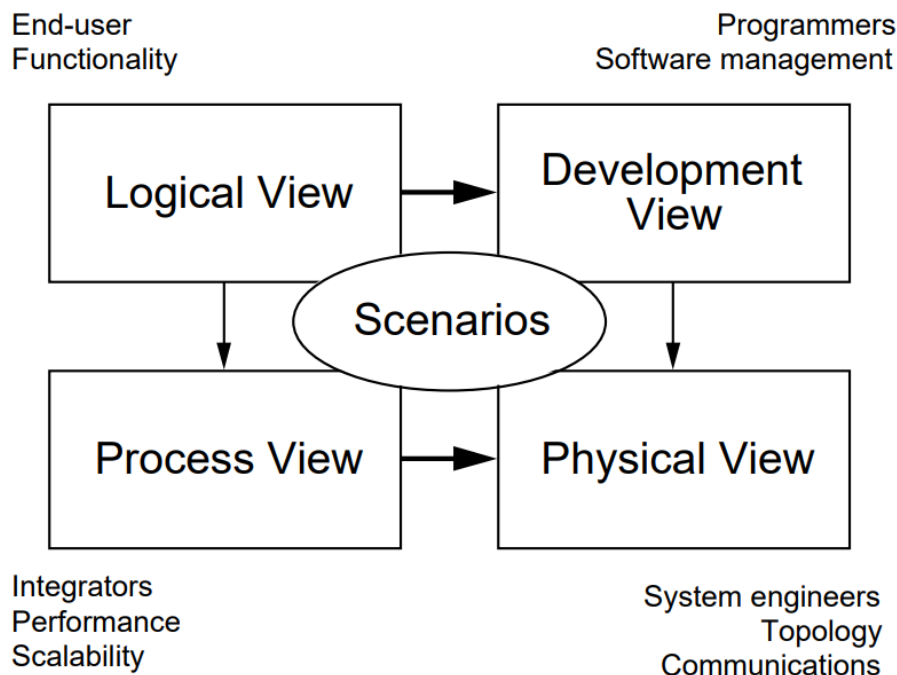 End-user
Functionality
Programmers
Software management
Logical View
Development
View
Scenarios
Process View
Physical View
Integrators
Performance
Scalability
System engineers
Topology
Communications